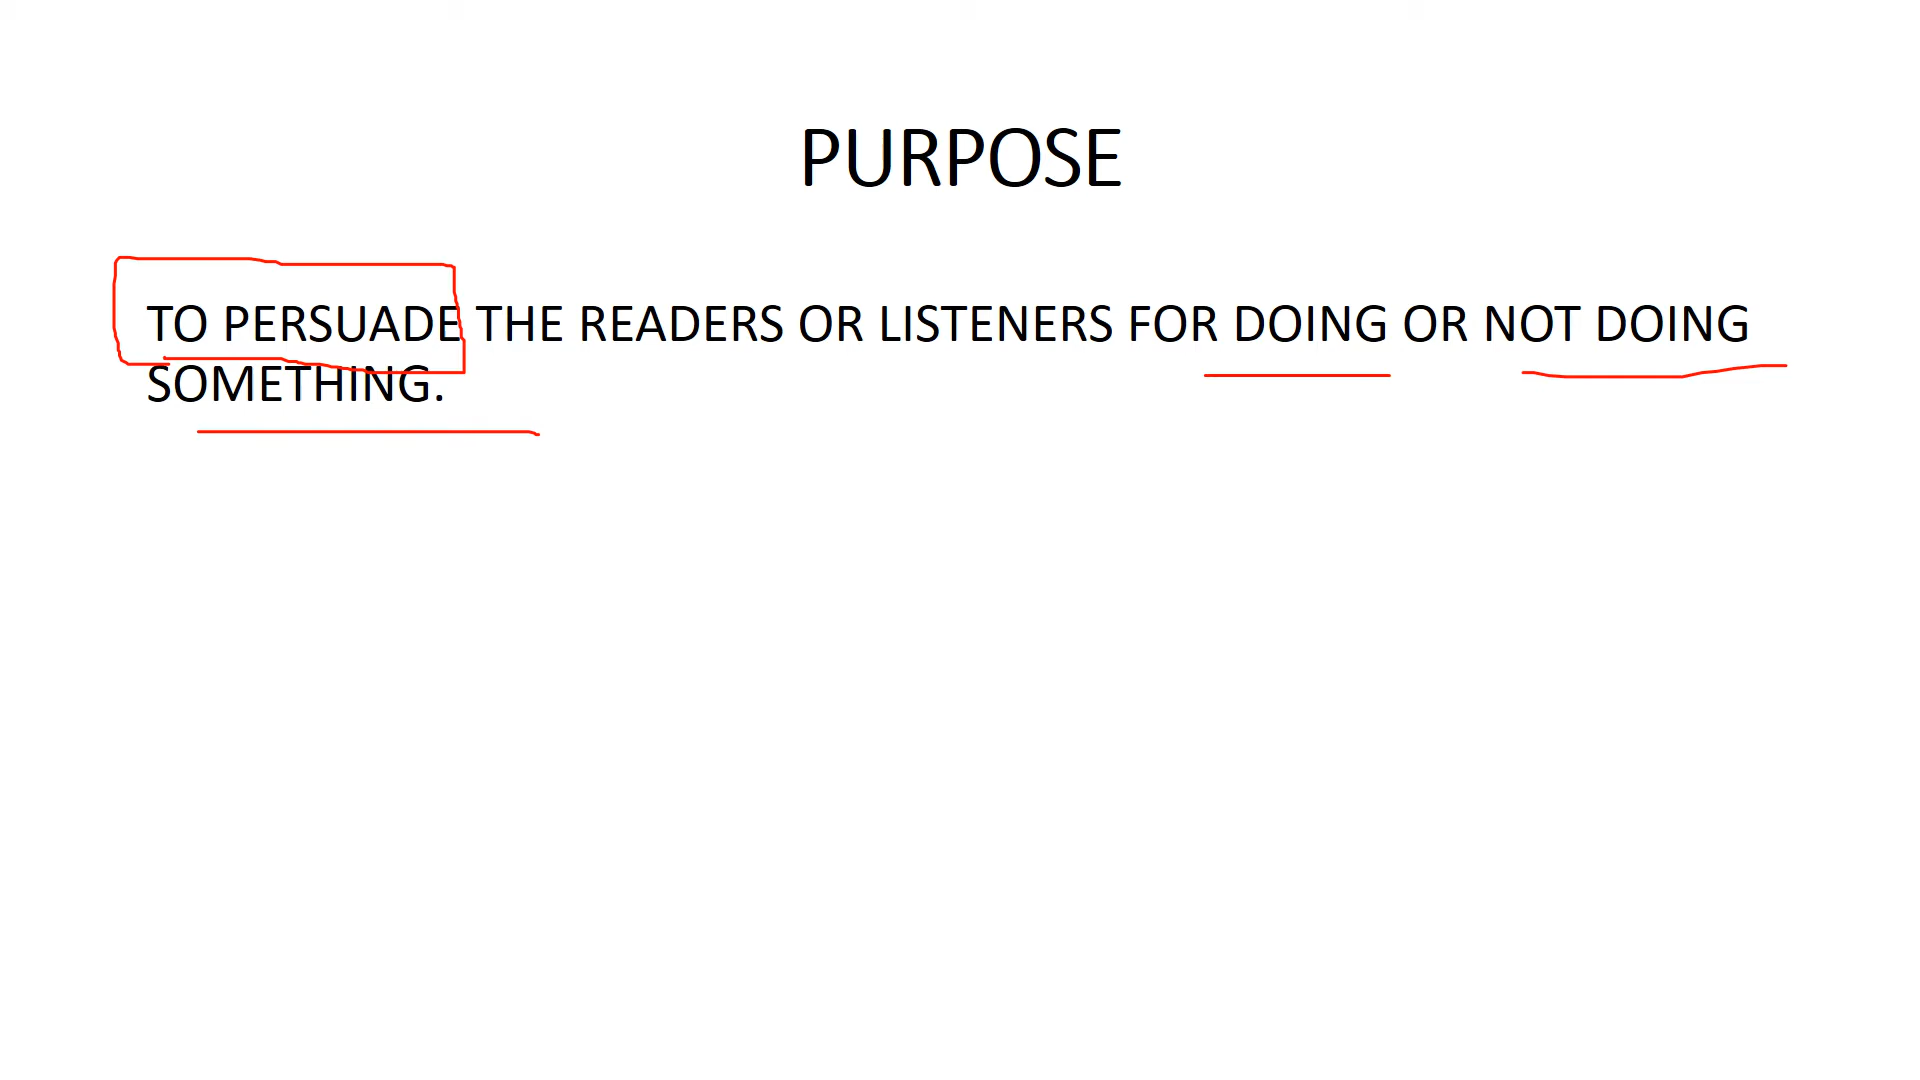 PURPOSE
TO PERSUADE THE READERS OR LISTENERS FOR DOING OR NOT DOING
SOMETHING.